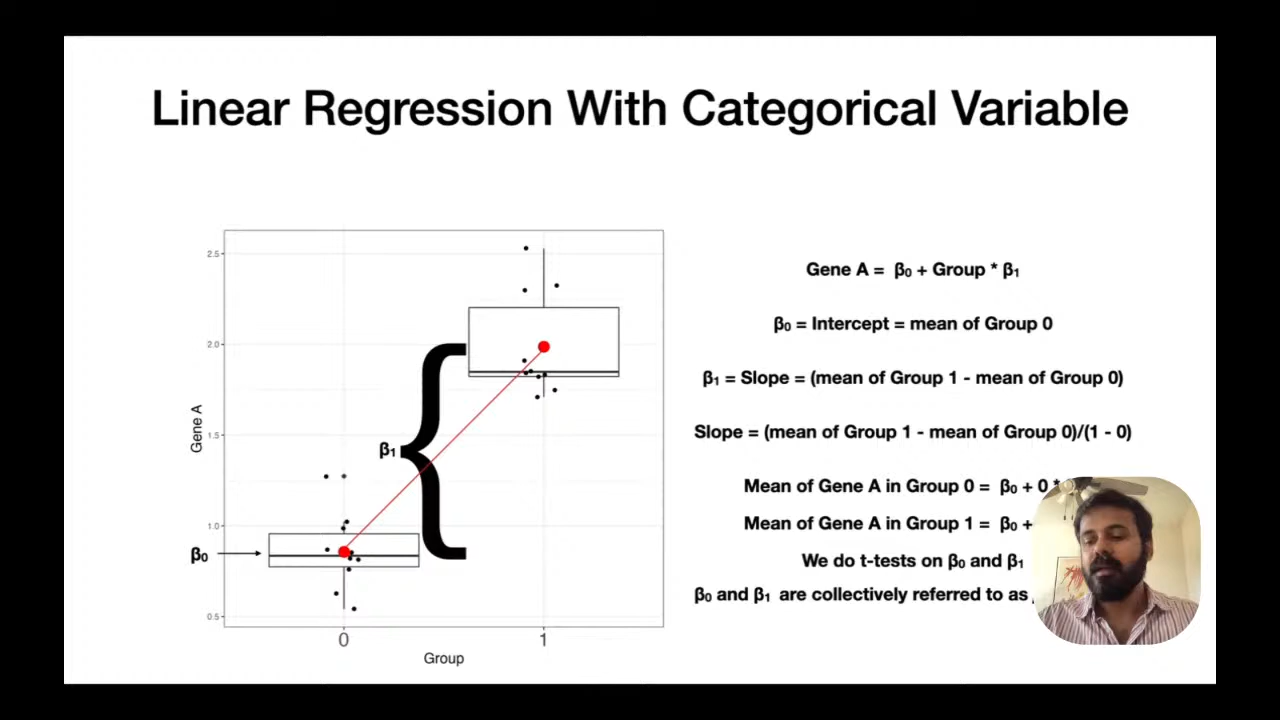 Linear Regression With Categorical Variable
2.5
2.0
1.5
1.0
0.5
Gene A
β₁
β₀
0
1
Group
Gene A = β₀ + Group * β₁
β₀ = Intercept = mean of Group 0
β₁ = Slope = (mean of Group 1 - mean of Group 0)
Slope = (mean of Group 1 - mean of Group 0)/(1 - 0)
Mean of Gene A in Group 0 = β₀ + 0 *
Mean of Gene A in Group 1 = β₀ +
We do t-tests on β₀ and β₁
β₀ and β₁ are collectively referred to as